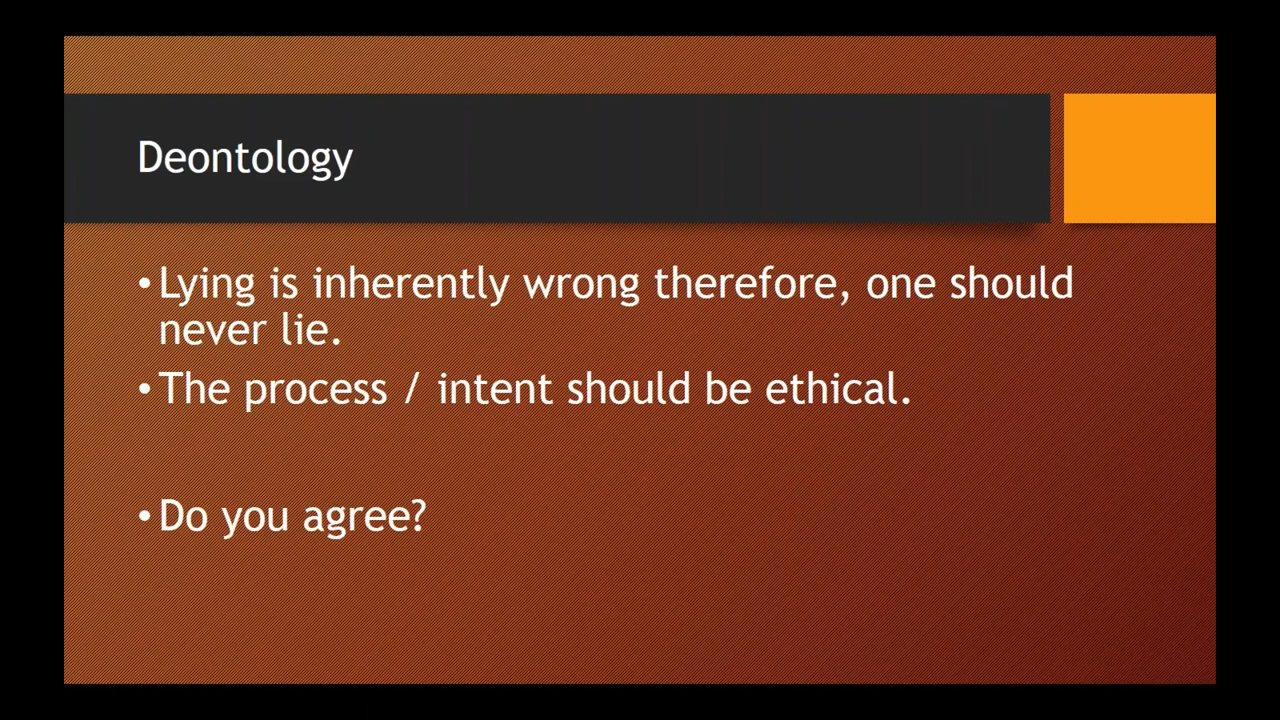 Deontology
•Lying is inherently wrong therefore, one should
never lie.
•The process / intent should be ethical.
•Do you agree?